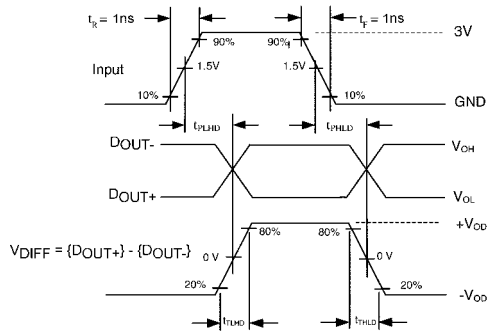 tR = 1ns
tF = 1ns
3V
90%
90%
Input
1.5V
1.5V
10%
10%
GND
tPLHD
tPHLD
DOUT-
VOH
DOUT+
VOL
+VOD
80%
80%
VDIFF = {DOUT+} - {DOUT-}
0 V
0 V
20%
20%
-VOD
tTLHD
tTHLD